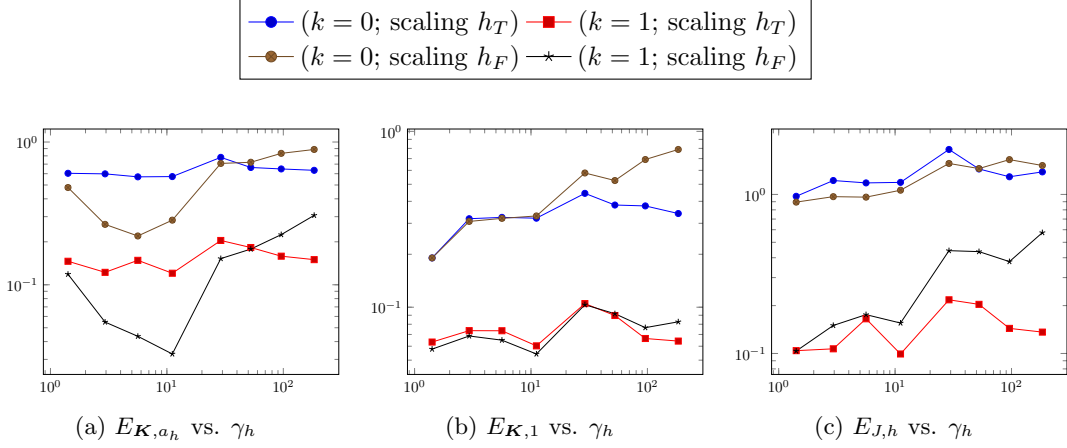 (k = 0; scaling h_T) (k = 1; scaling h_T)
(k = 0; scaling h_F) (k = 1; scaling h_F)
10^0
10^{-1}
10^0 10^1 10^2
(a) E_{K,a_h} vs. γ_h
10^0
10^{-1}
10^0 10^1 10^2
(b) E_{K,1} vs. γ_h
10^0
10^{-1}
10^0 10^1 10^2
(c) E_{J,h} vs. γ_h